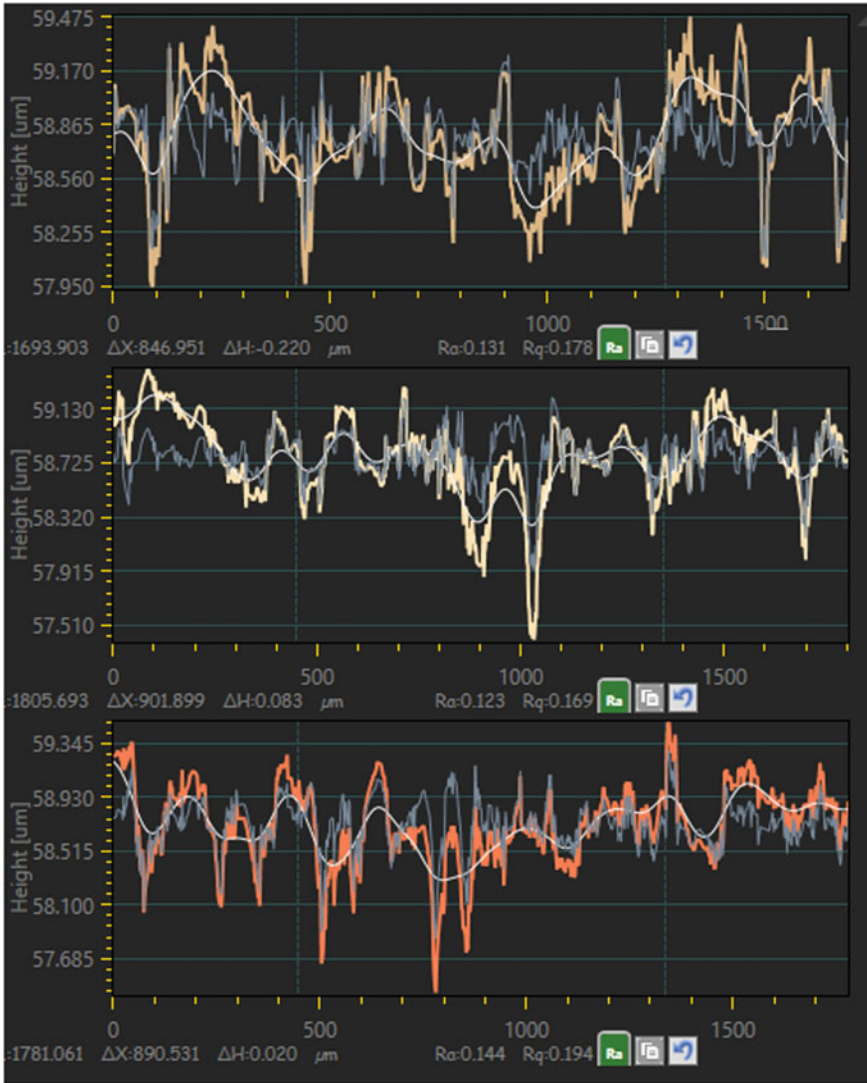 59.475
59.170
58.865
58.560
58.255
57.950
Height [um]
0 500 1000 1500
:1693.903 ΔX:846.951 ΔH:-0.220 μm Ra:0.131 Rq:0.178 Ra
59.130
58.725
58.320
57.915
57.510
Height [um]
0 500 1000 1500
:1805.693 ΔX:901.899 ΔH:0.083 μm Ra:0.123 Rq:0.169 Ra
59.345
58.930
58.515
58.100
57.685
Height [um]
0 500 1000 1500
:1781.061 ΔX:890.531 ΔH:0.020 μm Ra:0.144 Rq:0.194 Ra